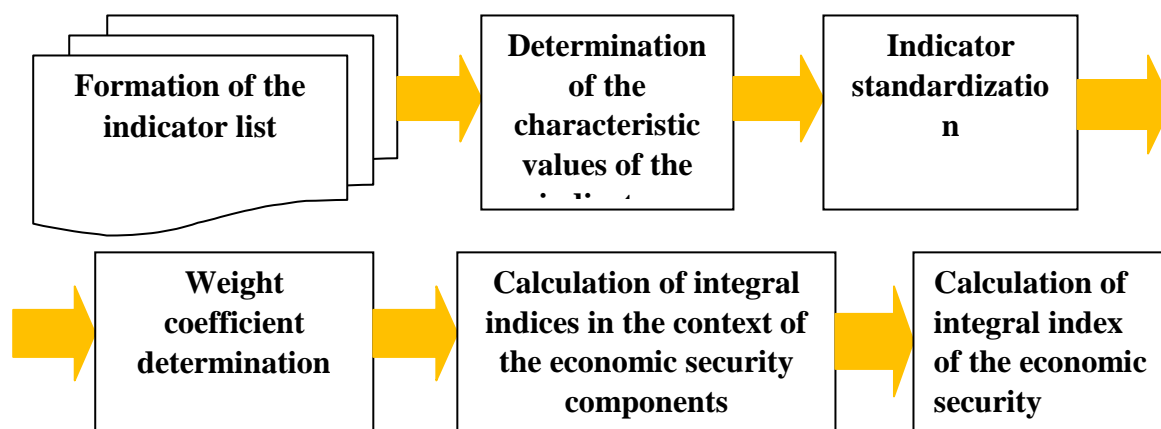 Formation of the
indicator list
Determination
of the
characteristic
values of the
Indicator
standardizatio
n
Weight
coefficient
determination
Calculation of integral
indices in the context of
the economic security
components
Calculation of
integral index
of the economic
security